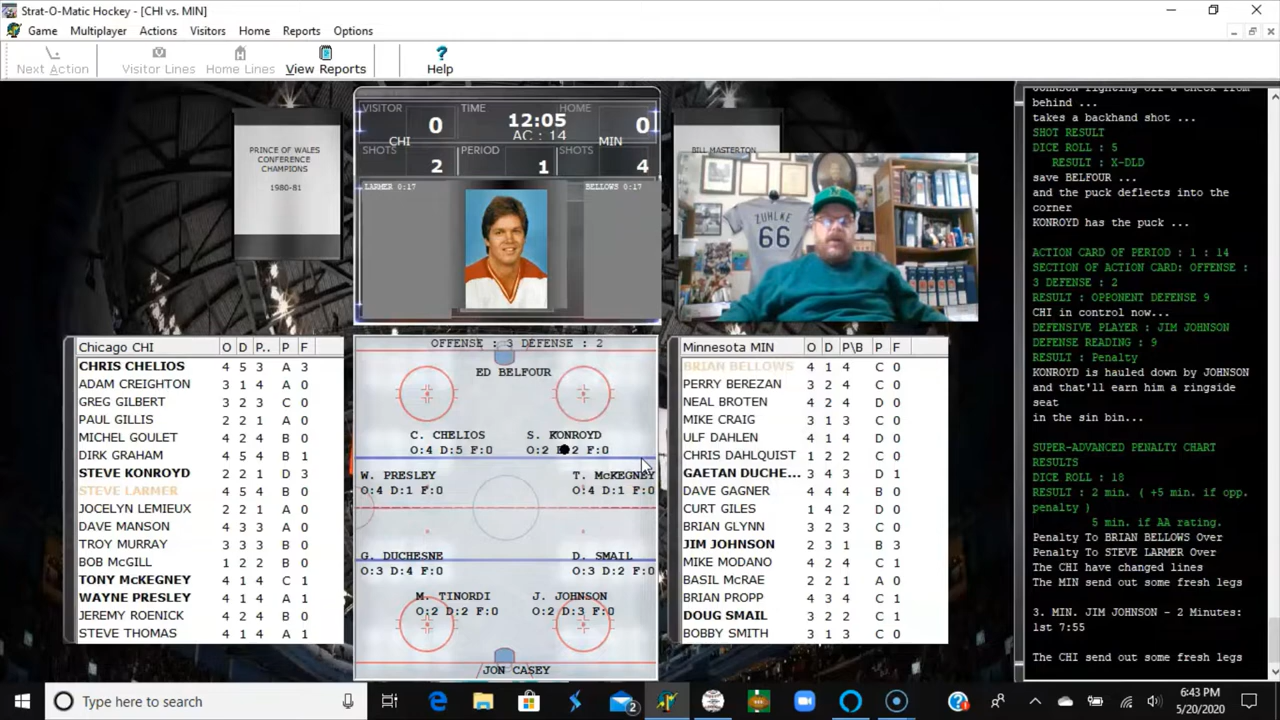 Strat-O-Matic Hockey - [CHI vs. MIN]
Game Multiplayer Actions Visitors Home Reports Options
Next Action Visitor Lines Home Lines View Reports Help
VISITOR TIME HOME
CHI 0 12:05 MIN 0
AC : 14
SHOTS PERIOD SHOTS
2 1 4
LARMER 0:17 BELLOWS 0:17
PRINCE OF WALES
CONFERENCE
CHAMPIONS
1980-81
BILL MASTERTON
ZUHLKE
66
Chicago CHI O D P.. P F
CHRIS CHELIOS 4 5 3 A 3
ADAM CREIGHTON 3 1 4 A 0
GREG GILBERT 3 2 3 C 0
PAUL GILLIS 2 2 1 A 0
MICHEL GOULET 4 2 4 B 0
DIRK GRAHAM 4 5 4 B 1
STEVE KONROYD 2 2 1 D 3
STEVE LARMER 4 5 4 B 0
JOCELYN LEMIEUX 2 2 1 A 0
DAVE MANSON 4 3 3 A 0
TROY MURRAY 3 3 3 B 0
BOB McGILL 1 2 2 B 0
TONY McKEGNEY 4 1 4 C 1
WAYNE PRESLEY 4 1 4 A 1
JEREMY ROENICK 4 2 4 B 0
STEVE THOMAS 4 1 4 A 1
OFFENSE : 3 DEFENSE : 2
ED BELFOUR
C. CHELIOS S. KONROYD
O:4 D:5 F:0 O:2 2 F:0
W. PRESLEY T. McKEGNEY
O:4 D:1 F:0 O:4 D:1 F:0
G. DUCHESNE D. SMAIL
O:3 D:4 F:0 O:3 D:2 F:0
M. TINORDI J. JOHNSON
O:2 D:2 F:0 O:2 D:3 F:0
JON CASEY
Minnesota MIN O D P\B P F
BRIAN BELLOWS 4 1 4 C 0
PERRY BEREZAN 4 2 3 C 0
NEAL BROTEN 4 2 4 D 0
MIKE CRAIG 3 1 3 C 0
ULF DAHLEN 4 1 4 D 0
CHRIS DAHLQUIST 2 2 1 C 0
GAETAN DUCHE... 3 4 3 D 1
DAVE GAGNER 4 4 4 B 0
CURT GILES 1 4 2 D 0
BRIAN GLYNN 3 2 3 C 0
JIM JOHNSON 2 3 1 B 3
MIKE MODANO 4 2 4 C 1
BASIL McRAE 2 2 1 A 0
BRIAN PROPP 4 3 4 C 1
DOUG SMAIL 3 2 2 C 1
BOBBY SMITH 3 1 3 C 0
JOHNSON fighting off a check from
behind ...
takes a backhand shot ...
SHOT RESULT
DICE ROLL : 5
RESULT : X-DLD
save BELFOUR ...
and the puck deflects into the
corner
KONROYD has the puck ...
ACTION CARD OF PERIOD : 1 : 14
SECTION OF ACTION CARD: OFFENSE :
3 DEFENSE : 2
RESULT : OPPONENT DEFENSE 9
CHI in control now...
DEFENSIVE PLAYER : JIM JOHNSON
DEFENSE READING : 9
RESULT : Penalty
KONROYD is hauled down by JOHNSON
and that'll earn him a ringside
seat
in the sin bin...
SUPER-ADVANCED PENALTY CHART
RESULTS
DICE ROLL : 18
RESULT : 2 min. ( +5 min. if opp.
penalty )
5 min. if AA rating.
Penalty To BRIAN BELLOWS Over
Penalty To STEVE LARMER Over
The CHI have changed lines
The MIN send out some fresh legs
3. MIN. JIM JOHNSON - 2 Minutes:
1st 7:55
The CHI send out some fresh legs
Type here to search
2
6:43 PM
5/20/2020